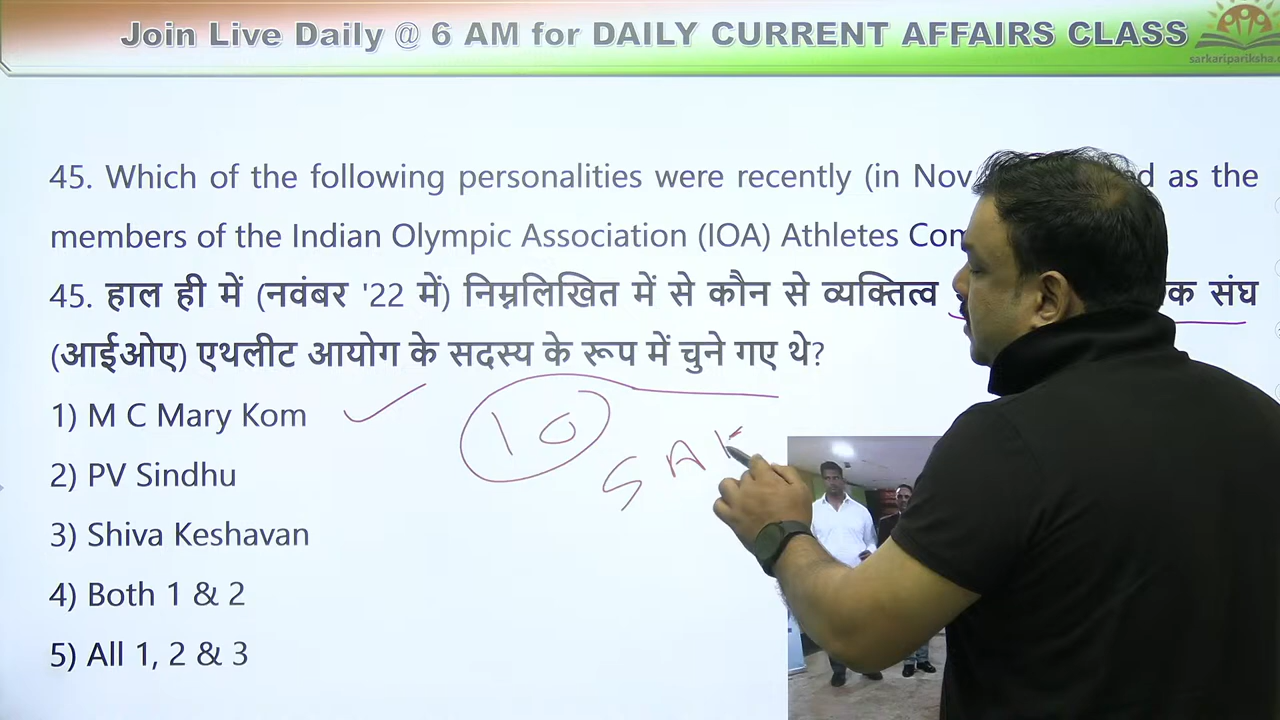 Join Live Daily @ 6 AM for DAILY CURRENT AFFAIRS CLASS
sarkaripariksha.c
45. Which of the following personalities were recently (in Nov as the
members of the Indian Olympic Association (IOA) Athletes
45. हाल ही में (नवंबर '22 में) निम्नलिखित में से कौन से व्यक्तित्व संघ
(आईओए) एथलीट आयोग के सदस्य के रूप में चुने गए थे?
1) M C Mary Kom
10
SAK
2) PV Sindhu
3) Shiva Keshavan
4) Both 1 & 2
5) All 1, 2 & 3